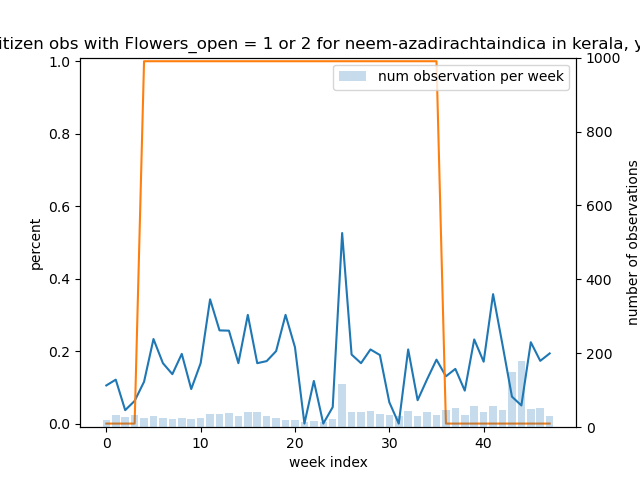 itizen obs with Flowers_open = 1 or 2 for neem-azadirachtaindica in kerala, y
num observation per week
1.0
0.8
0.6
0.4
0.2
0.0
percent
1000
800
600
400
200
0
number of observations
0 10 20 30 40
week index